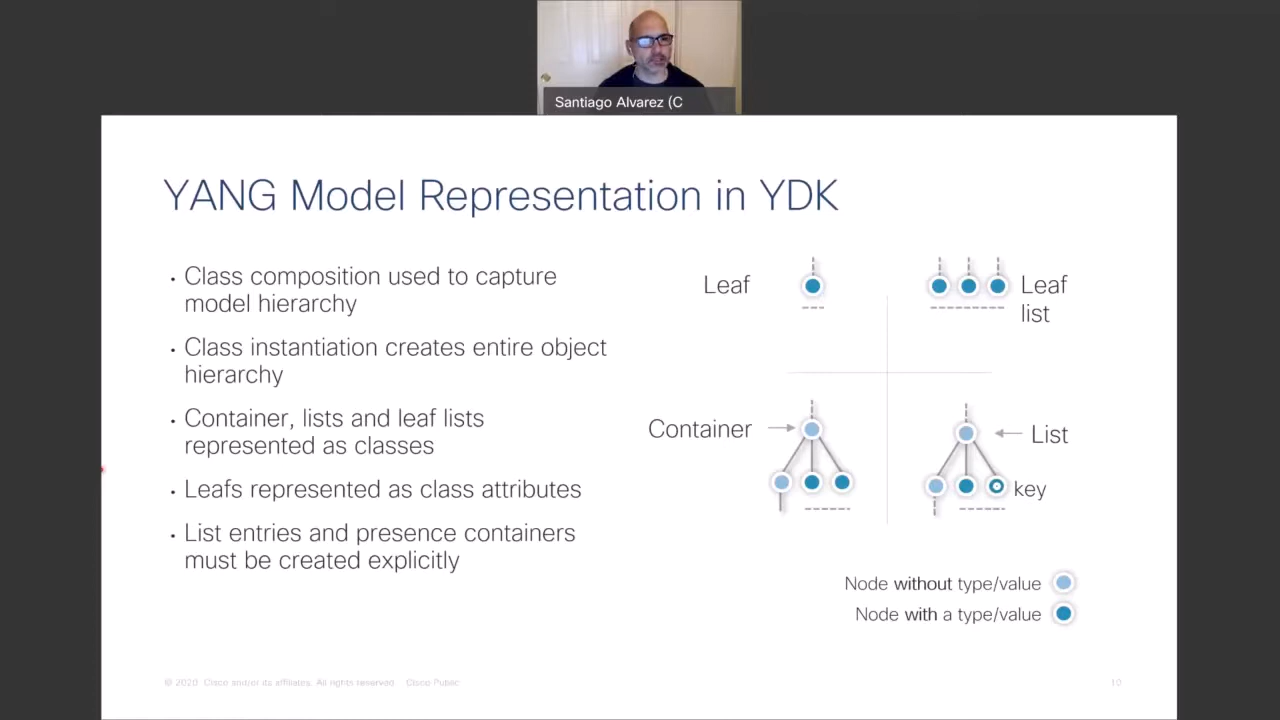 Santiago Alvarez (C
YANG Model Representation in YDK
• Class composition used to capture
model hierarchy
• Class instantiation creates entire object
hierarchy
• Container, lists and leaf lists
represented as classes
• Leafs represented as class attributes
• List entries and presence containers
must be created explicitly
Leaf
Leaf
list
Container
List
key
Node without type/value
Node with a type/value
© 2020 Cisco and/or its affiliates. All rights reserved Cisco Public
10